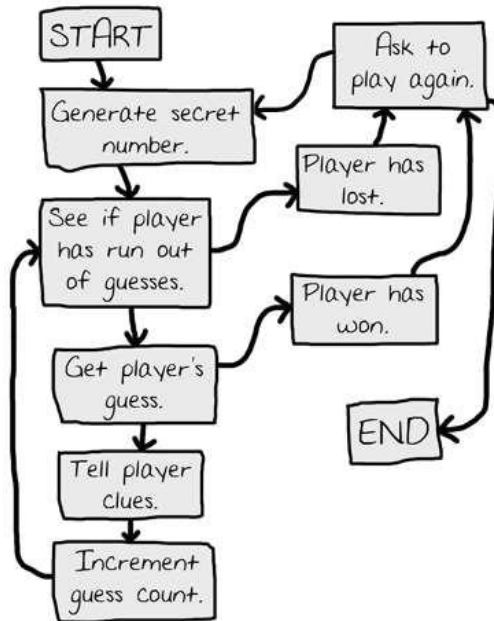 START
Generate secret
number.
See if player
has run out
of guesses.
Get player's
guess.
Tell player
clues.
Increment
guess count.
Ask to
play again.
Player has
lost.
Player has
won.
END